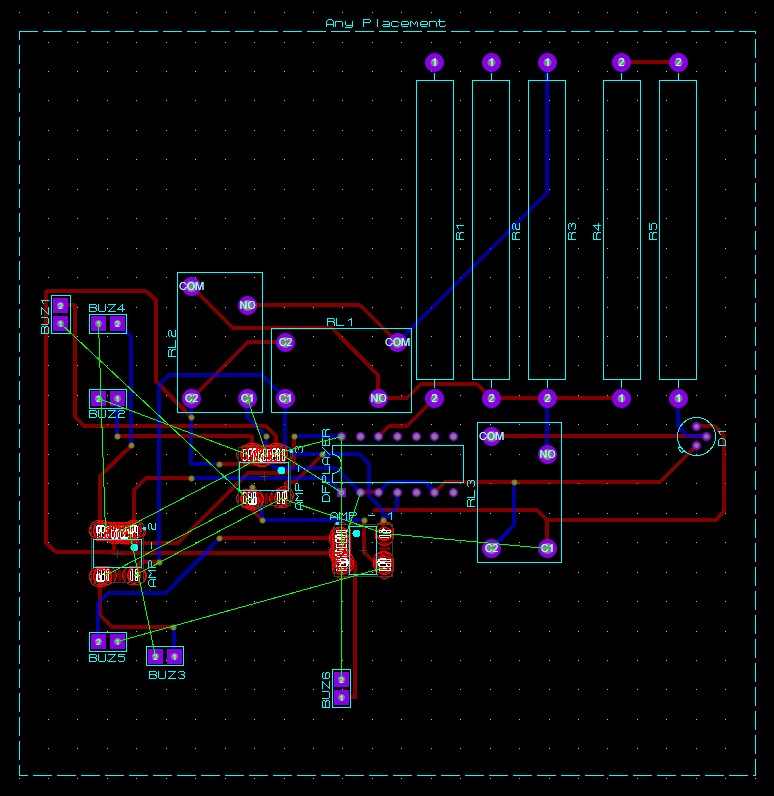 Any Placement
1 1 1 2 2
R1 R2 R3 R4 R5
COM
NO
BUZ1
2
1
BUZ4
1 2
RL2
RL1
C2
COM
C2 C1 C1 NO
2 2 2 1 1
2 1
BUZ2
D1
COM
NO
DFPLAYER
AMP - 3
RL3
AMP - 1
AMP - 2
C2 C1
2 1
BUZ5
2 1
BUZ3
BUZ6
2
1